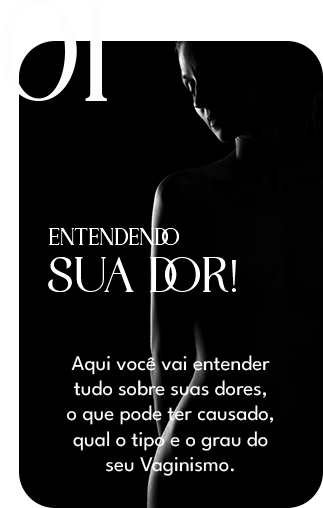 01
ENTENDENDO
SUA DOR!
Aqui você vai entender
tudo sobre suas dores,
o que pode ter causado,
qual o tipo e o grau do
seu Vaginismo.